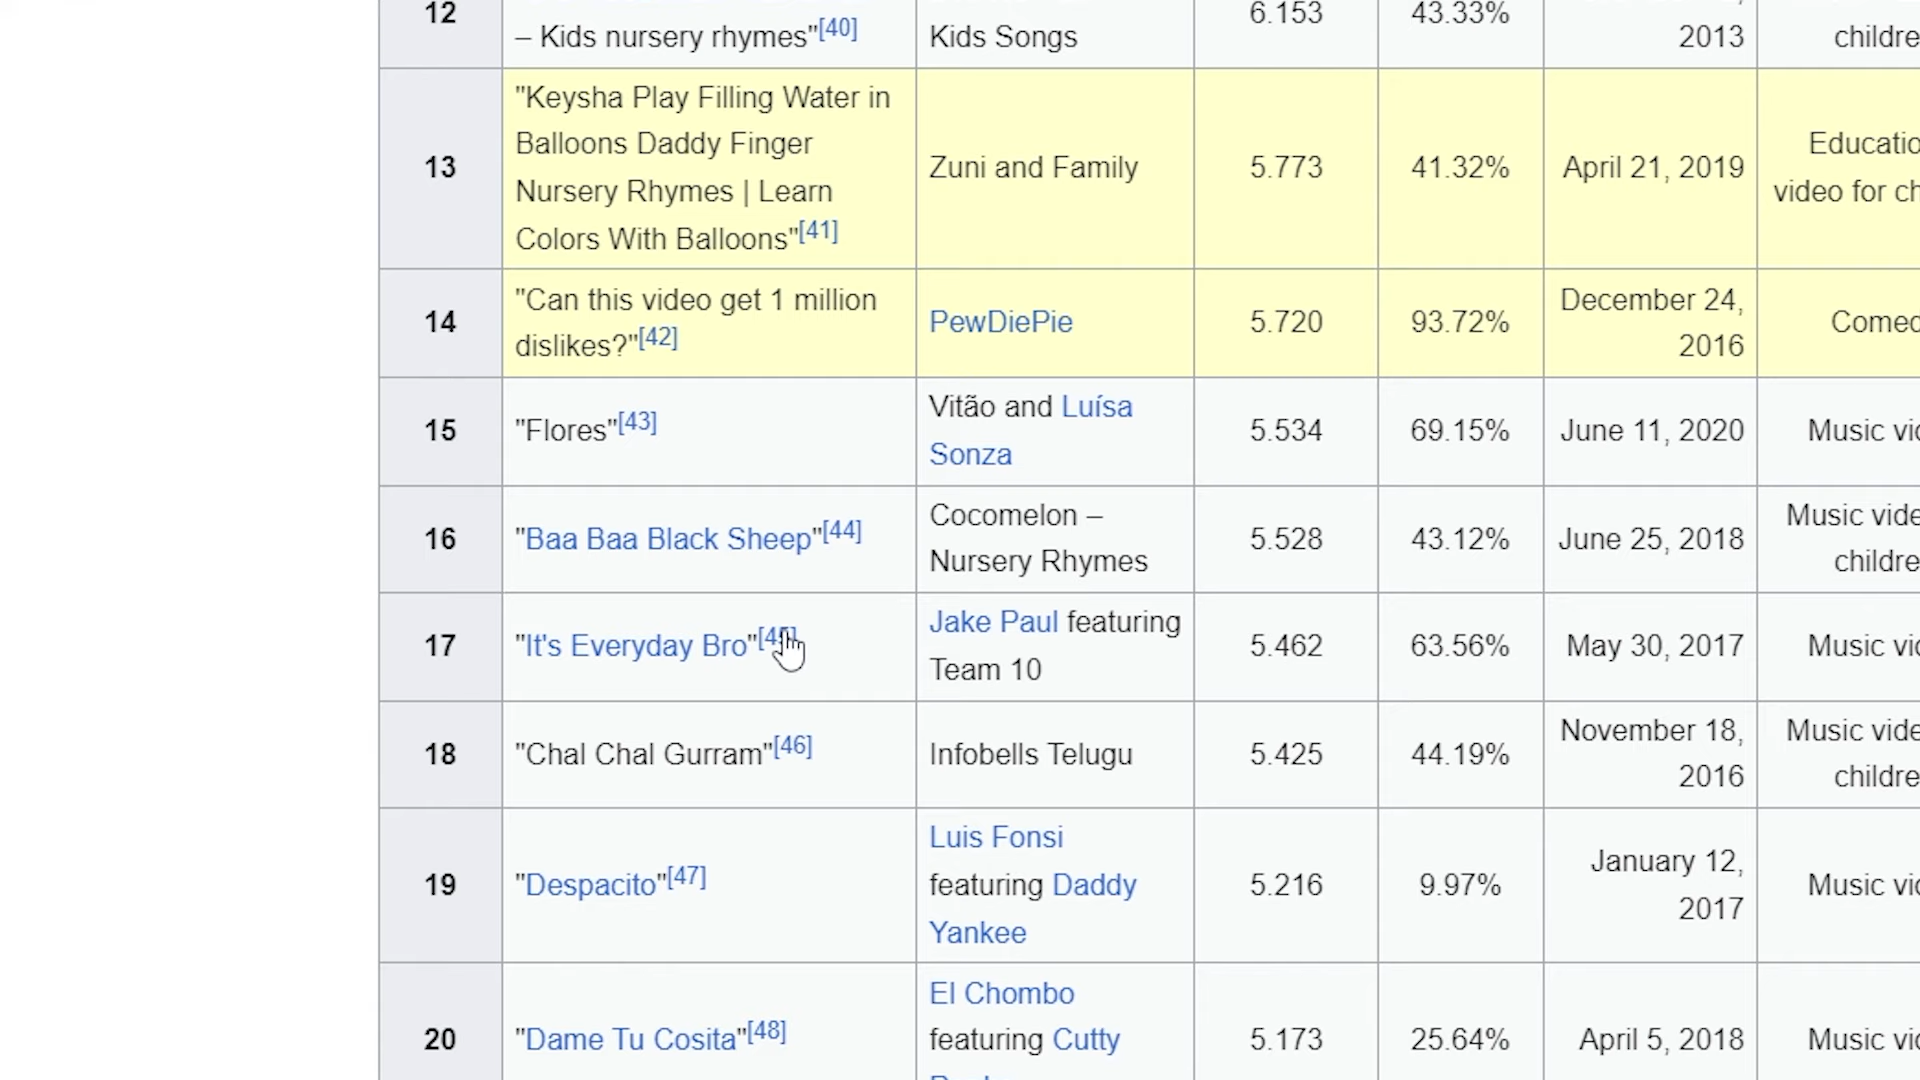 12
– Kids nursery rhymes"[40]
Kids Songs
6.153
43.33%
2013
childre
13
"Keysha Play Filling Water in
Balloons Daddy Finger
Nursery Rhymes | Learn
Colors With Balloons"[41]
Zuni and Family
5.773
41.32%
April 21, 2019
Educatio
video for ch
14
"Can this video get 1 million
dislikes?"[42]
PewDiePie
5.720
93.72%
December 24,
2016
Comed
15
"Flores"[43]
Vitão and Luísa
Sonza
5.534
69.15%
June 11, 2020
Music vid
16
"Baa Baa Black Sheep"[44]
Cocomelon –
Nursery Rhymes
5.528
43.12%
June 25, 2018
Music vide
childre
17
"It's Everyday Bro"
Jake Paul featuring
Team 10
5.462
63.56%
May 30, 2017
Music vid
18
"Chal Chal Gurram"[46]
Infobells Telugu
5.425
44.19%
November 18,
2016
Music vide
childre
19
"Despacito"[47]
Luis Fonsi
featuring Daddy
Yankee
5.216
9.97%
January 12,
2017
Music vid
20
"Dame Tu Cosita"[48]
El Chombo
featuring Cutty
5.173
25.64%
April 5, 2018
Music vid